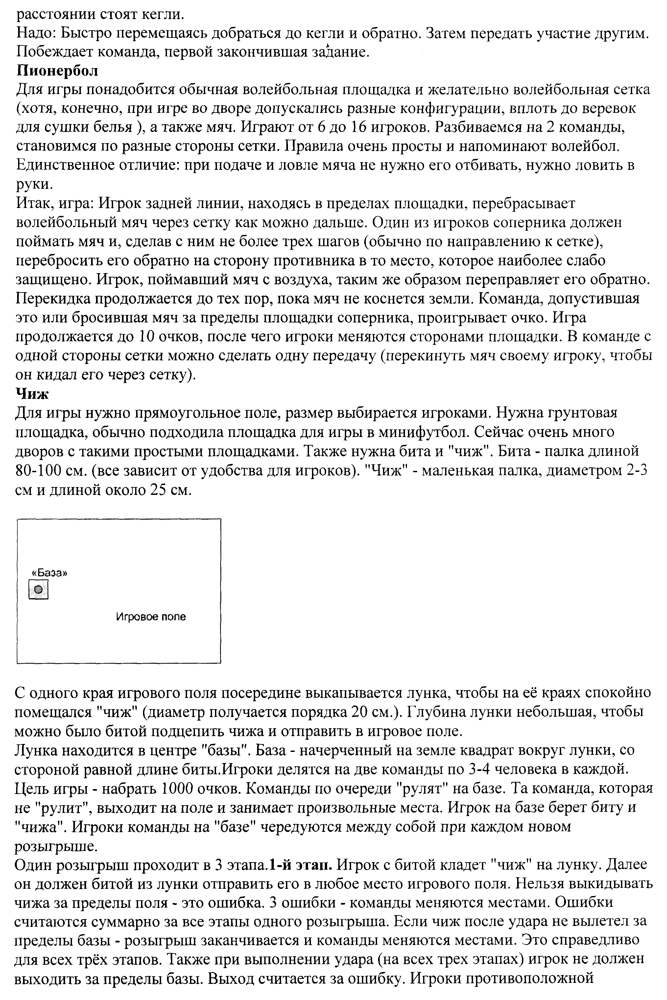 расстоянии стоят кегли.
Надо: Быстро перемещаясь добраться до кегли и обратно. Затем передать участие другим.
Побеждает команда, первой закончившая задание.
Пионербол
Для игры понадобится обычная волейбольная площадка и желательно волейбольная сетка
(хотя, конечно, при игре во дворе допускались разные конфигурации, вплоть до веревок
для сушки белья ), а также мяч. Играют от 6 до 16 игроков. Разбиваемся на 2 команды,
становимся по разные стороны сетки. Правила очень просты и напоминают волейбол.
Единственное отличие: при подаче и ловле мяча не нужно его отбивать, нужно ловить в
руки.
Итак, игра: Игрок задней линии, находясь в пределах площадки, перебрасывает
волейбольный мяч через сетку как можно дальше. Один из игроков соперника должен
поймать мяч и, сделав с ним не более трех шагов (обычно по направлению к сетке),
перебросить его обратно на сторону противника в то место, которое наиболее слабо
защищено. Игрок, поймавший мяч с воздуха, таким же образом переправляет его обратно.
Перекидка продолжается до тех пор, пока мяч не коснется земли. Команда, допустившая
это или бросившая мяч за пределы площадки соперника, проигрывает очко. Игра
продолжается до 10 очков, после чего игроки меняются сторонами площадки. В команде с
одной стороны сетки можно сделать одну передачу (перекинуть мяч своему игроку, чтобы
он кидал его через сетку).
Чиж
Для игры нужно прямоугольное поле, размер выбирается игроками. Нужна грунтовая
площадка, обычно подходила площадка для игры в минифутбол. Сейчас очень много
дворов с такими простыми площадками. Также нужна бита и "чиж". Бита - палка длиной
80-100 см. (все зависит от удобства для игроков). "Чиж" - маленькая палка, диаметром 2-3
см и длиной около 25 см.
«База»
Игровое поле
С одного края игрового поля посередине выкапывается лунка, чтобы на её краях спокойно
помещался "чиж" (диаметр получается порядка 20 см.). Глубина лунки небольшая, чтобы
можно было битой подцепить чижа и отправить в игровое поле.
Лунка находится в центре "базы". База - начерченный на земле квадрат вокруг лунки, со
стороной равной длине биты.Игроки делятся на две команды по 3-4 человека в каждой.
Цель игры - набрать 1000 очков. Команды по очереди "рулят" на базе. Та команда, которая
не "рулит", выходит на поле и занимает произвольные места. Игрок на базе берет биту и
"чижа". Игроки команды на "базе" чередуются между собой при каждом новом
розыгрыше.
Один розыгрыш проходит в 3 этапа.1-й этап. Игрок с битой кладет "чиж" на лунку. Далее
он должен битой из лунки отправить его в любое место игрового поля. Нельзя выкидывать
чижа за пределы поля - это ошибка. 3 ошибки - команды меняются местами. Ошибки
считаются суммарно за все этапы одного розыгрыша. Если чиж после удара не вылетел за
пределы базы - розыгрыш заканчивается и команды меняются местами. Это справедливо
для всех трёх этапов. Также при выполнении удара (на всех трех этапах) игрок не должен
выходить за пределы базы. Выход считается за ошибку. Игроки противоположной